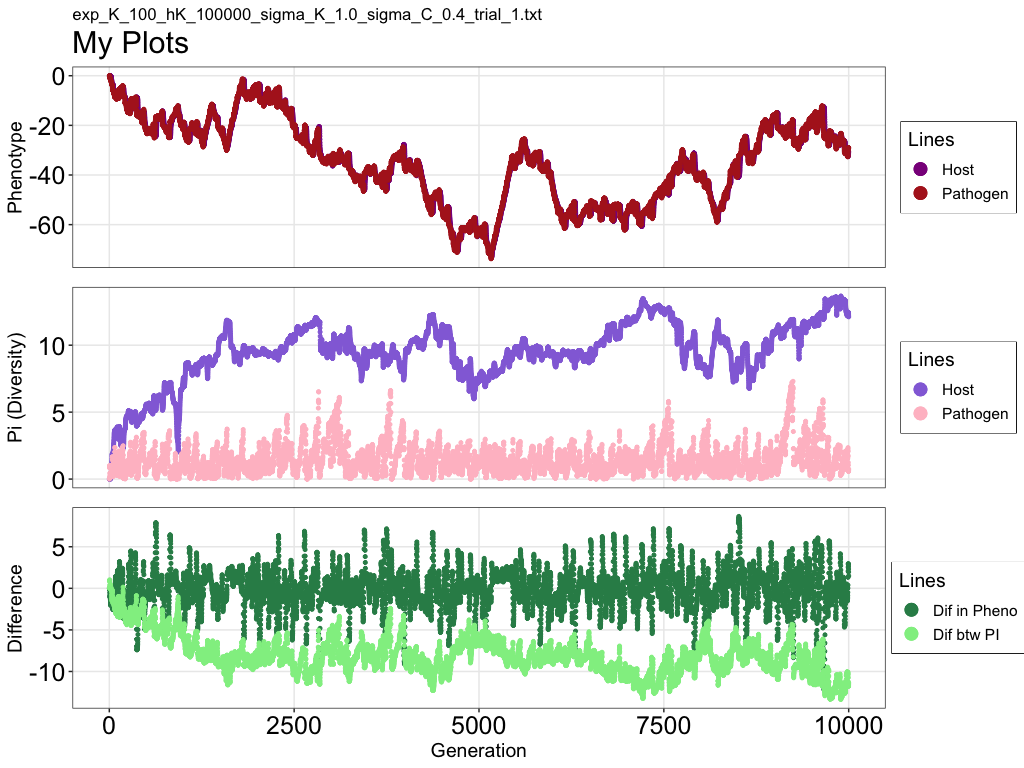 exp_K_100_hK_100000_sigma_K_1.0_sigma_C_0.4_trial_1.txt
My Plots
Phenotype
0
-20
-40
-60
Lines
Host
Pathogen
Pi (Diversity)
10
5
0
Lines
Host
Pathogen
Difference
5
0
-5
-10
Lines
Dif in Pheno
Dif btw PI
0 2500 5000 7500 10000
Generation